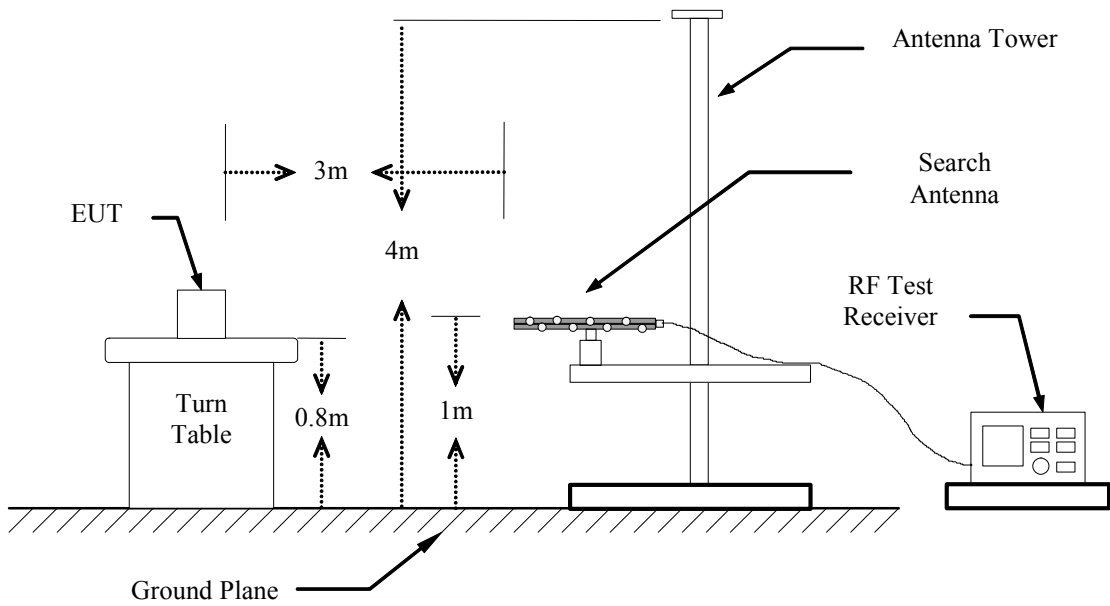 Antenna Tower
3m
Search
Antenna
EUT
4m
RF Test
Receiver
Turn
Table
0.8m
1m
Ground Plane